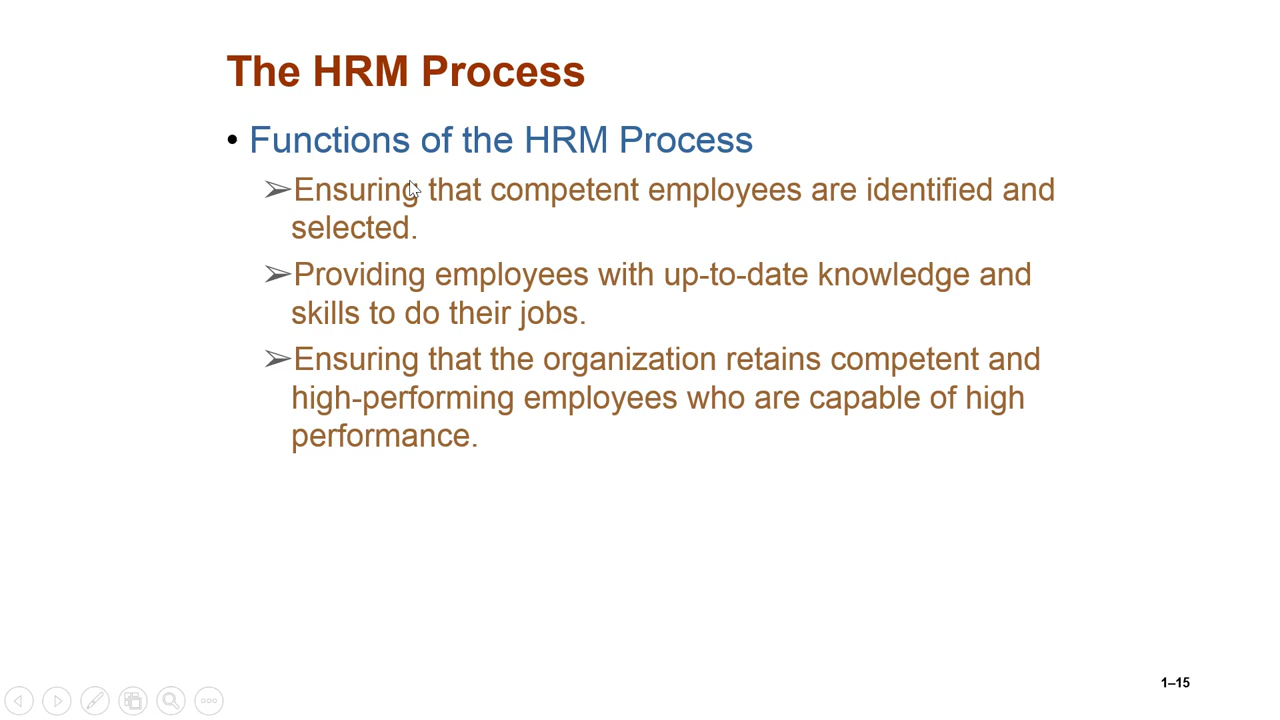 The HRM Process
• Functions of the HRM Process
➢Ensuring that competent employees are identified and
selected.
➢Providing employees with up-to-date knowledge and
skills to do their jobs.
➢Ensuring that the organization retains competent and
high-performing employees who are capable of high
performance.
1–15